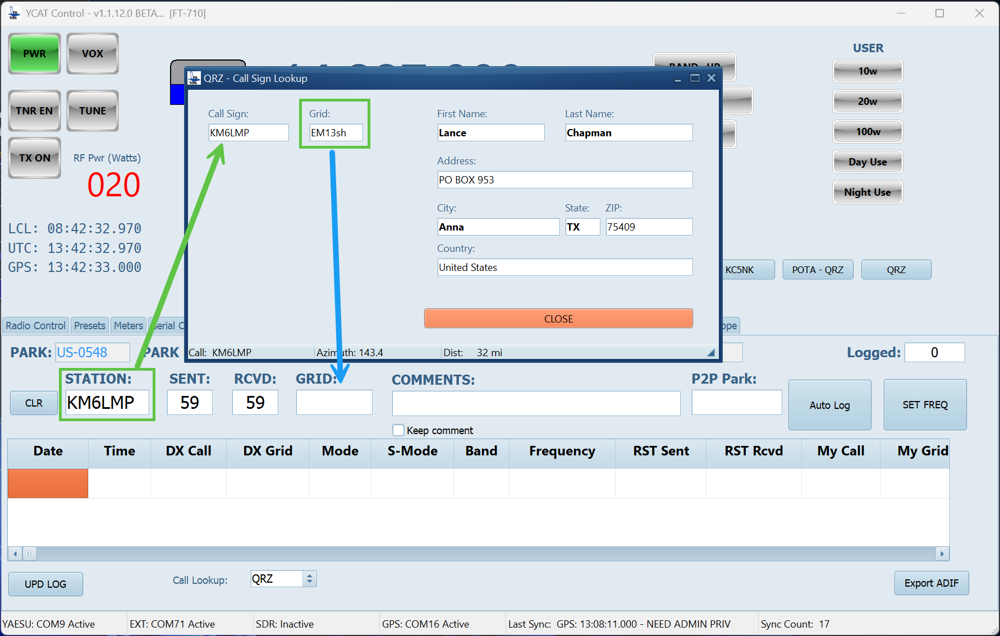 YCAT Control - v1.1.12.0 BETA... [FT-710]
PWR
VOX
TNR EN
TUNE
TX ON
RF Pwr (Watts)
020
LCL: 08:42:32.970
UTC: 13:42:32.970
GPS: 13:42:33.000
USER
10w
20w
100w
Day Use
Night Use
QRZ - Call Sign Lookup
Call Sign:
KM6LMP
Grid:
EM13sh
First Name:
Lance
Last Name:
Chapman
Address:
PO BOX 953
City:
Anna
State:
TX
ZIP:
75409
Country:
United States
CLOSE
Call: KM6LMP
Azimuth: 143.4
Dist: 32 mi
KC5NK
POTA - QRZ
QRZ
Radio Control
Presets
Meters
PARK: US-0548
PARK
Logged: 0
STATION:
SENT:
RCVD:
GRID:
COMMENTS:
P2P Park:
CLR
KM6LMP
59
59
Auto Log
SET FREQ
Keep comment
Date Time DX Call DX Grid Mode S-Mode Band Frequency RST Sent RST Rcvd My Call My Grid
UPD LOG
Call Lookup:
QRZ
Export ADIF
YAESU: COM9 Active
EXT: COM71 Active
SDR: Inactive
GPS: COM16 Active
Last Sync: GPS: 13:08:11.000 - NEED ADMIN PRIV
Sync Count: 17